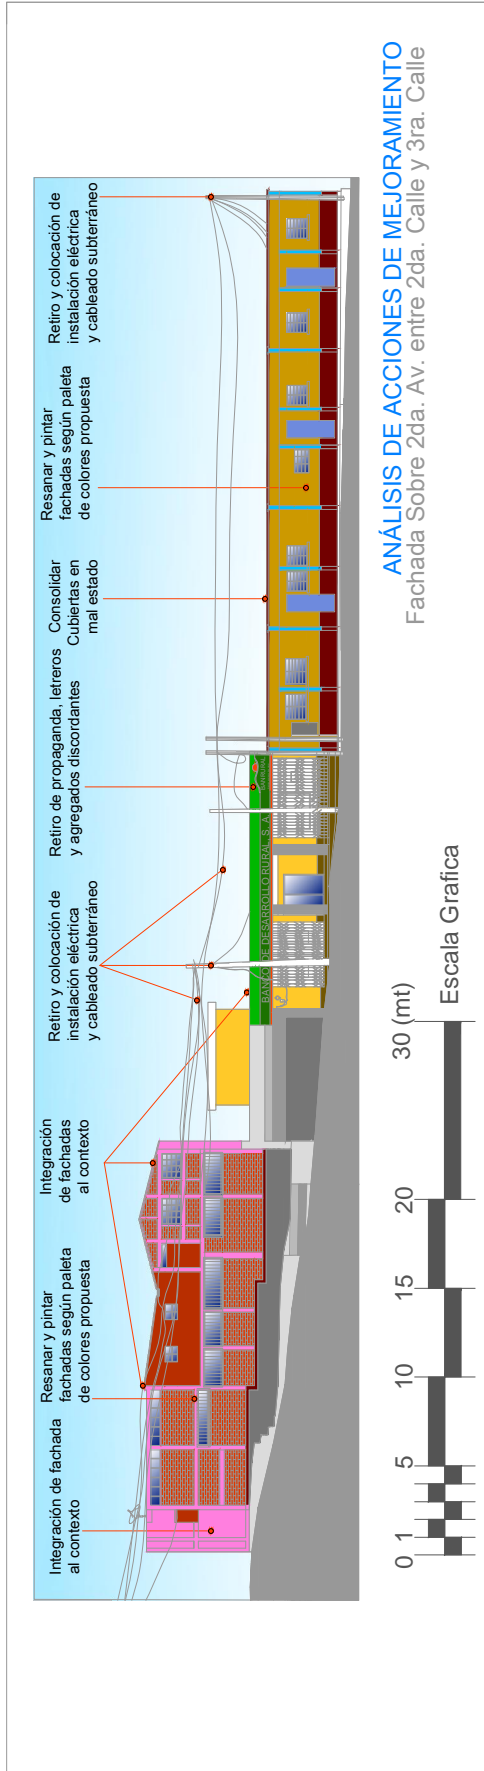 Integración de fachada
al contexto
Resanar y pintar
fachadas según paleta
de colores propuesta
Integración
de fachadas
al contexto
Retiro y colocación de
instalación eléctrica
y cableado subterráneo
Retiro de propaganda, letreros
y agregados discordantes
Consolidar
Cubiertas en
mal estado
Resanar y pintar
fachadas según paleta
de colores propuesta
Retiro y colocación de
instalación eléctrica
y cableado subterráneo
BANCO DE DESARROLLO RURAL, S. A.
BANRURAL
0 1 5 10 15 20 30 (mt)
Escala Grafica
ANÁLISIS DE ACCIONES DE MEJORAMIENTO
Fachada Sobre 2da. Av. entre 2da. Calle y 3ra. Calle